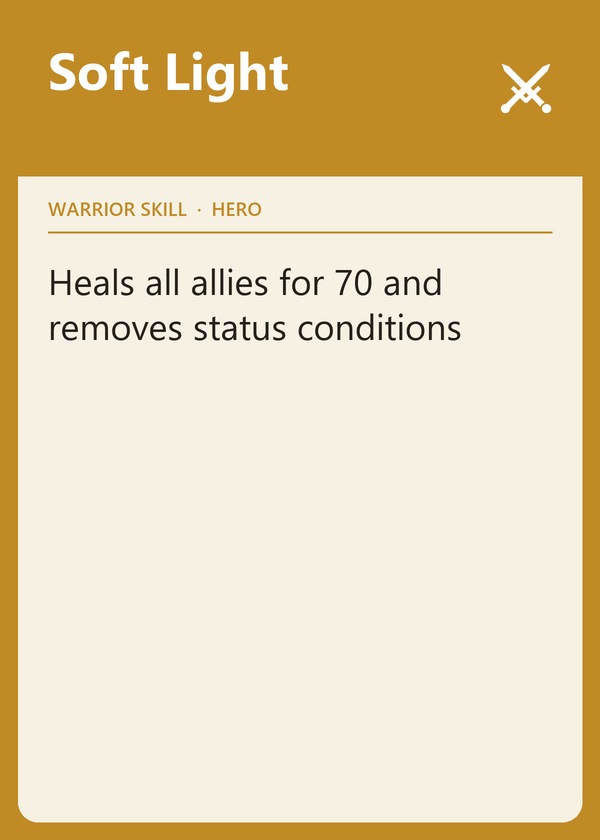 Soft Light
WARRIOR SKILL · HERO
Heals all allies for 70 and
removes status conditions